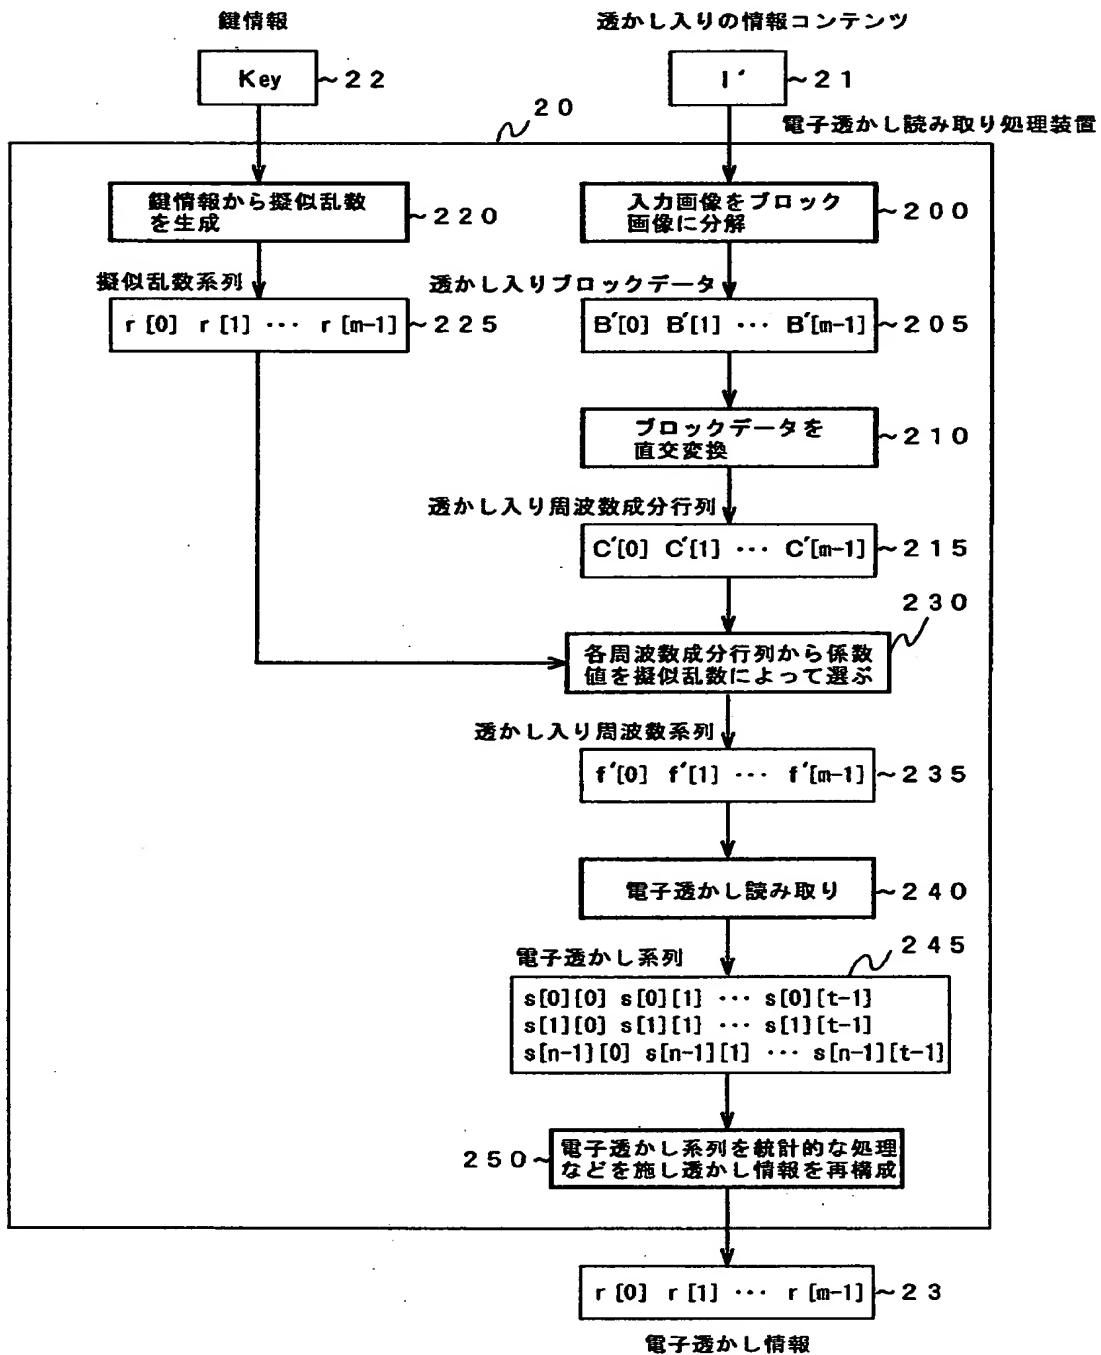 鍵情報
透かし入りの情報コンテンツ
Key ~22
I' ~21
20
電子透かし読み取り処理装置
鍵情報から擬似乱数
を生成
~220
入力画像をブロック
画像に分解
~200
擬似乱数系列
透かし入りブロックデータ
r[0] r[1] ··· r[m-1] ~225
B'[0] B'[1] ··· B'[m-1] ~205
ブロックデータを
直交変換
~210
透かし入り周波数成分行列
C'[0] C'[1] ··· C'[m-1] ~215
230
各周波数成分行列から係数
値を擬似乱数によって選ぶ
透かし入り周波数系列
f'[0] f'[1] ··· f'[m-1] ~235
電子透かし読み取り ~240
245
電子透かし系列
s[0][0] s[0][1] ··· s[0][t-1]
s[1][0] s[1][1] ··· s[1][t-1]
s[n-1][0] s[n-1][1] ··· s[n-1][t-1]
250~
電子透かし系列を統計的な処理
などを施し透かし情報を再構成
r[0] r[1] ··· r[m-1] ~23
電子透かし情報